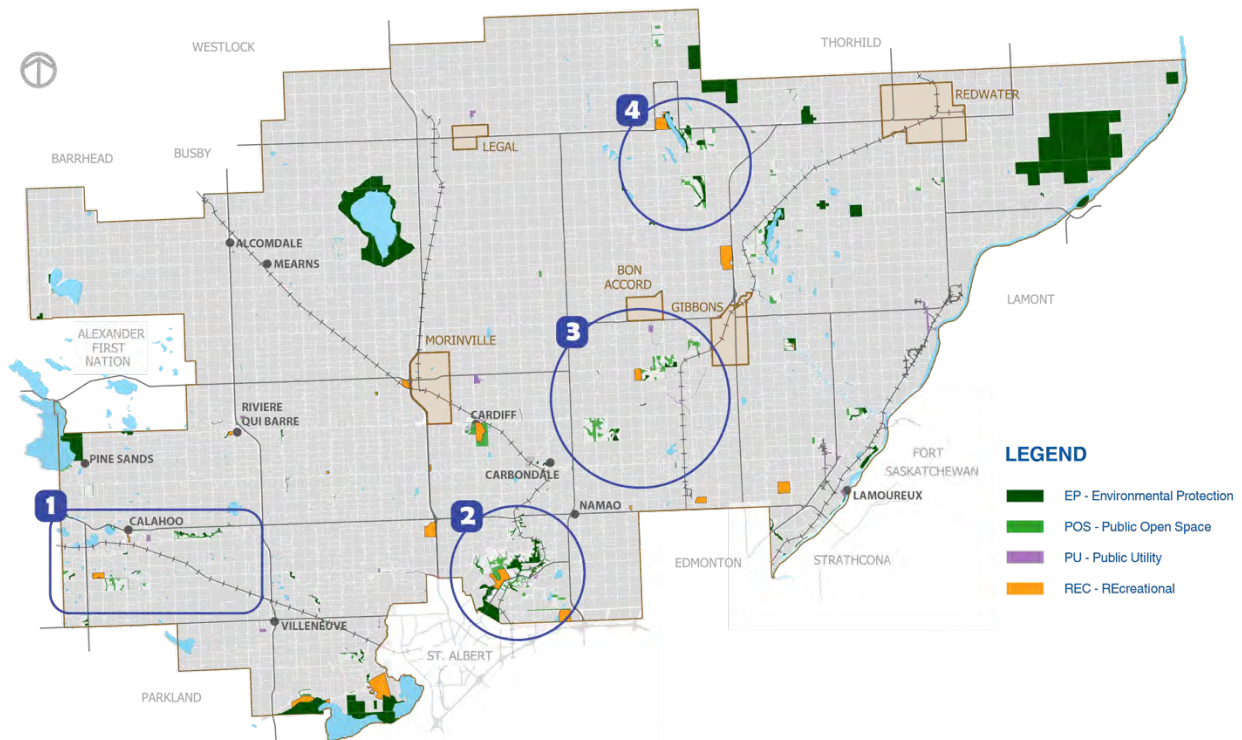 WESTLOCK
THORHILD
4
REDWATER
LEGAL
BARRHEAD
BUSBY
ALCOMDALE
MEARNS
BON
ACCORD
GIBBONS
LAMONT
ALEXANDER
FIRST
NATION
3
MORINVILLE
RIVIERE
QUI BARRE
CARDIFF
PINE SANDS
CARBONDALE
FORT
SASKATCHEWAN
LAMOUREUX
1
CALAHOO
2
NAMAO
EDMONTON
STRATHCONA
VILLENEUVE
ST. ALBERT
PARKLAND
LEGEND
EP - Environmental Protection
POS - Public Open Space
PU - Public Utility
REC - REcreational